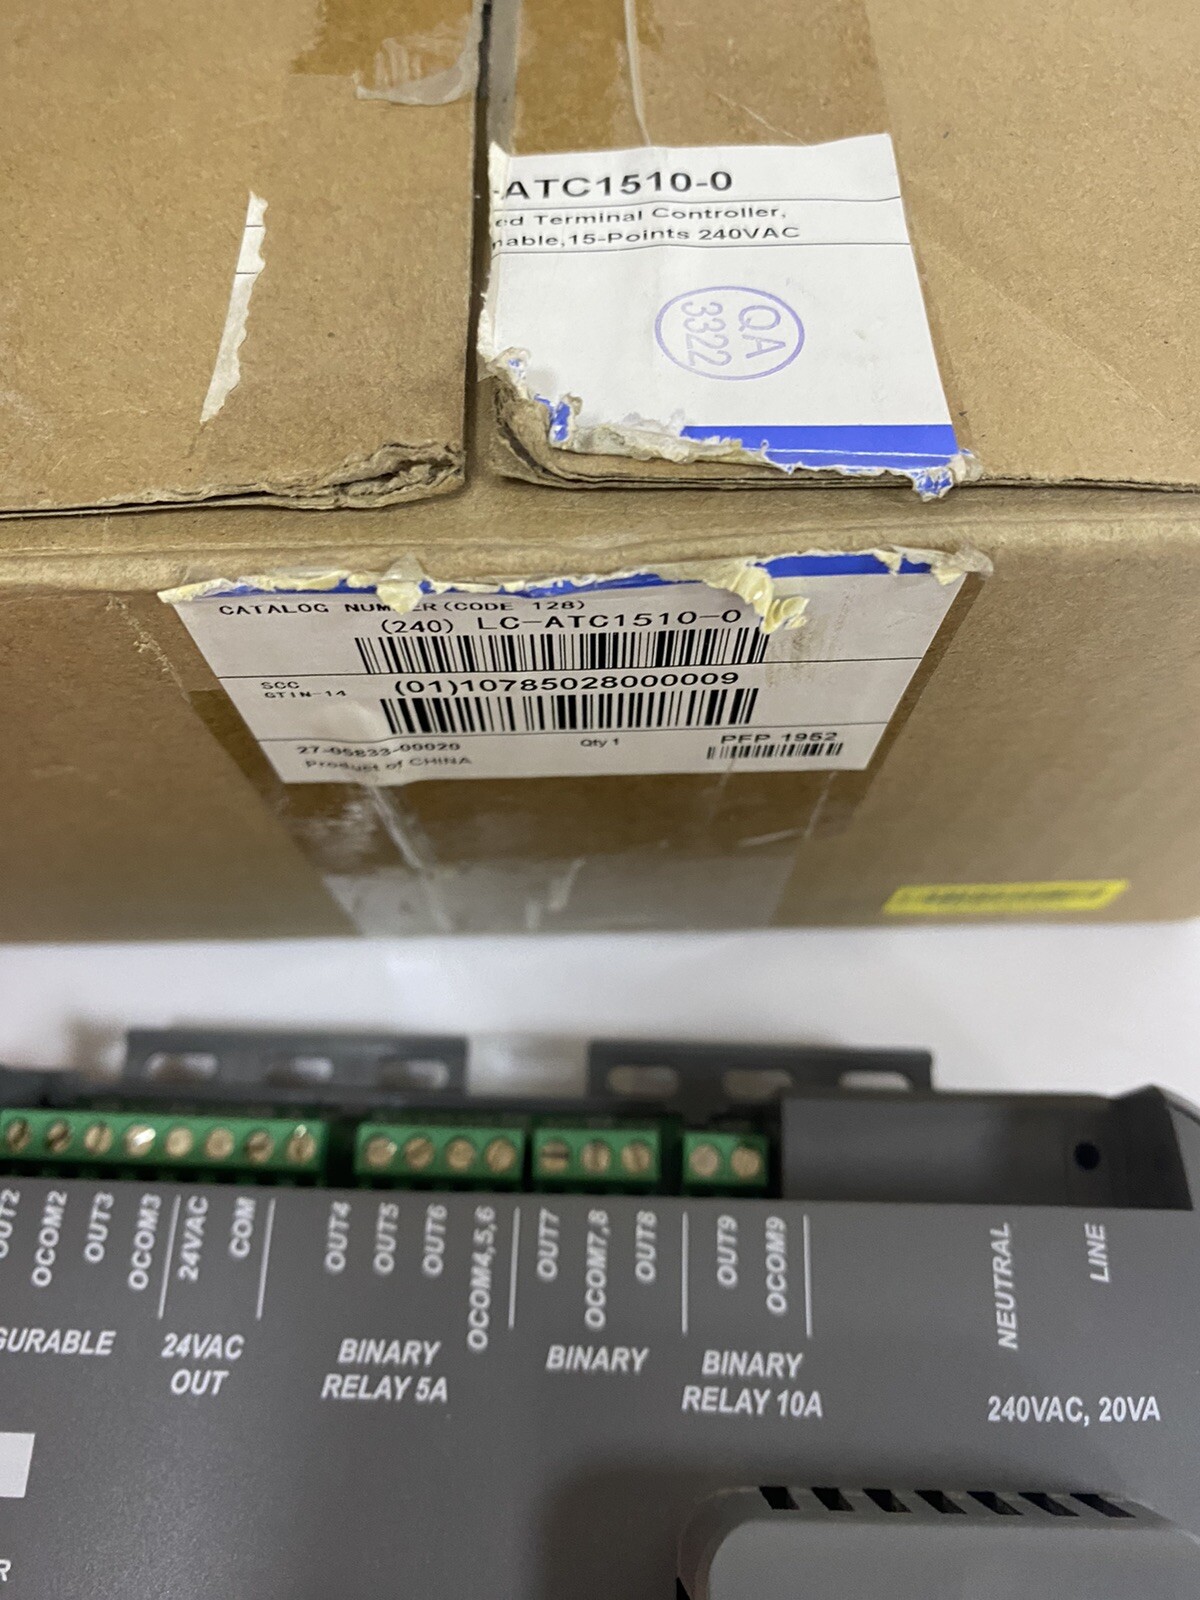 -ATC1510-0
ed Terminal Controller,
nable,15-Points 240VAC
QA
3322
CATALOG NUMBER(CODE 128)
(240) LC-ATC1510-0
SCC
GTIN-14
(01)10785028000009
27-05833-00020
Qty 1
PFP 1952
Product of CHINA
OUT2
OCOM2
OUT3
OCOM3
24VAC
COM
OUT4
OUT5
OUT6
OCOM4,5,6
OUT7
OCOM7,8
OUT8
OUT9
OCOM9
NEUTRAL
LINE
GURABLE
24VAC
OUT
BINARY
RELAY 5A
BINARY
BINARY
RELAY 10A
240VAC, 20VA
R